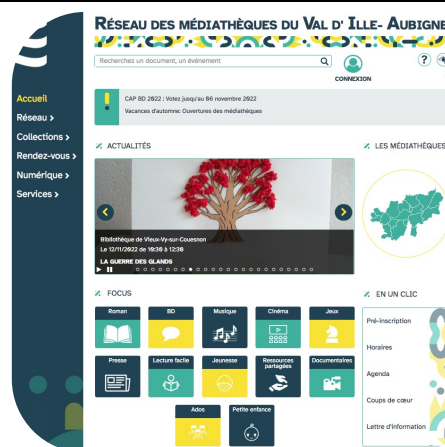 RÉSEAU DES MÉDIATHÈQUES DU VAL D' ILLE- AUBIGNÉ
Recherchez un document, un événement
CONNEXION
?
CAP BD 2022 : Votez jusqu'au 06 novembre 2022
Vacances d'automne: Ouvertures des médiathèques
Accueil
Réseau >
Collections >
Rendez-vous >
Numérique >
Services >
ACTUALITÉS
Bibliothèque de Vieux-Vy-sur-Couesnon
Le 12/11/2022 de 10:30 à 12:30
LA GUERRE DES GLANDS
LES MÉDIATHÈQUES
FOCUS
Roman
BD
Musique
Cinéma
Jeux
Presse
Lecture facile
Jeunesse
Ressources
partagées
Documentaires
Ados
Petite enfance
EN UN CLIC
Pré-inscription
Horaires
Agenda
Coups de cœur
Lettre d'information